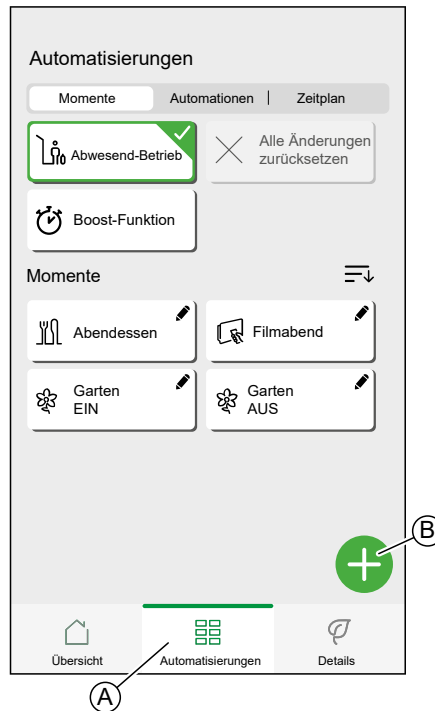 Automatisierungen
Momente Automationen | Zeitplan
Abwesend-Betrieb
Alle Änderungen
zurücksetzen
Boost-Funktion
Momente
Abendessen
Filmabend
Garten
EIN
Garten
AUS
B
Übersicht Automatisierungen Details
A